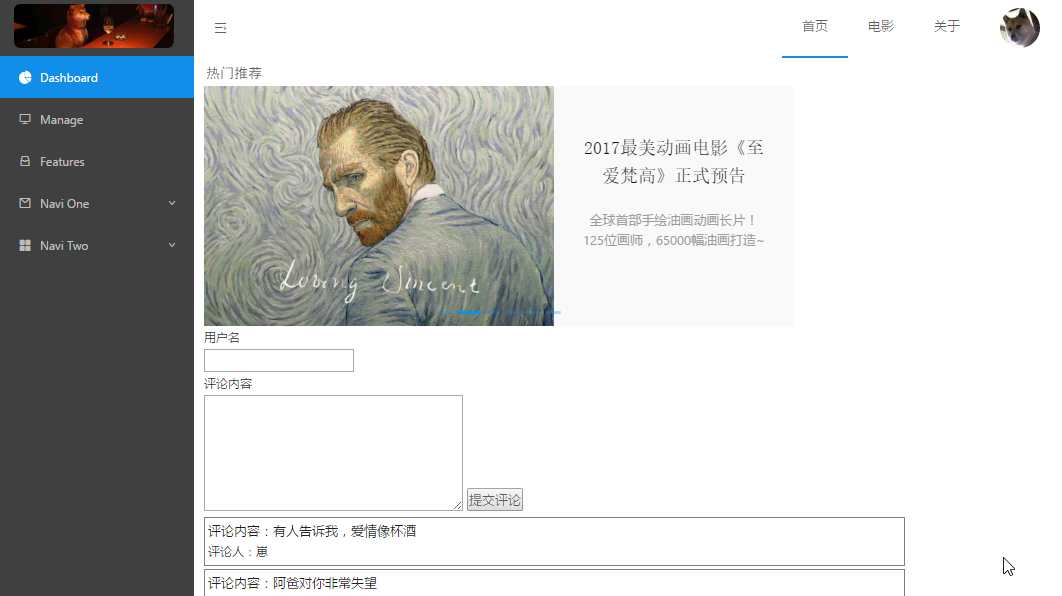 首页
电影
关于
Dashboard
Manage
Features
Navi One
Navi Two
热门推荐
Loving Vincent
2017最美动画电影《至
爱梵高》正式预告
全球首部手绘油画动画长片！
125位画师，65000幅油画打造~
用户名
评论内容
提交评论
评论内容：有人告诉我，爱情像杯酒
评论人：崽
评论内容：阿爸对你非常失望